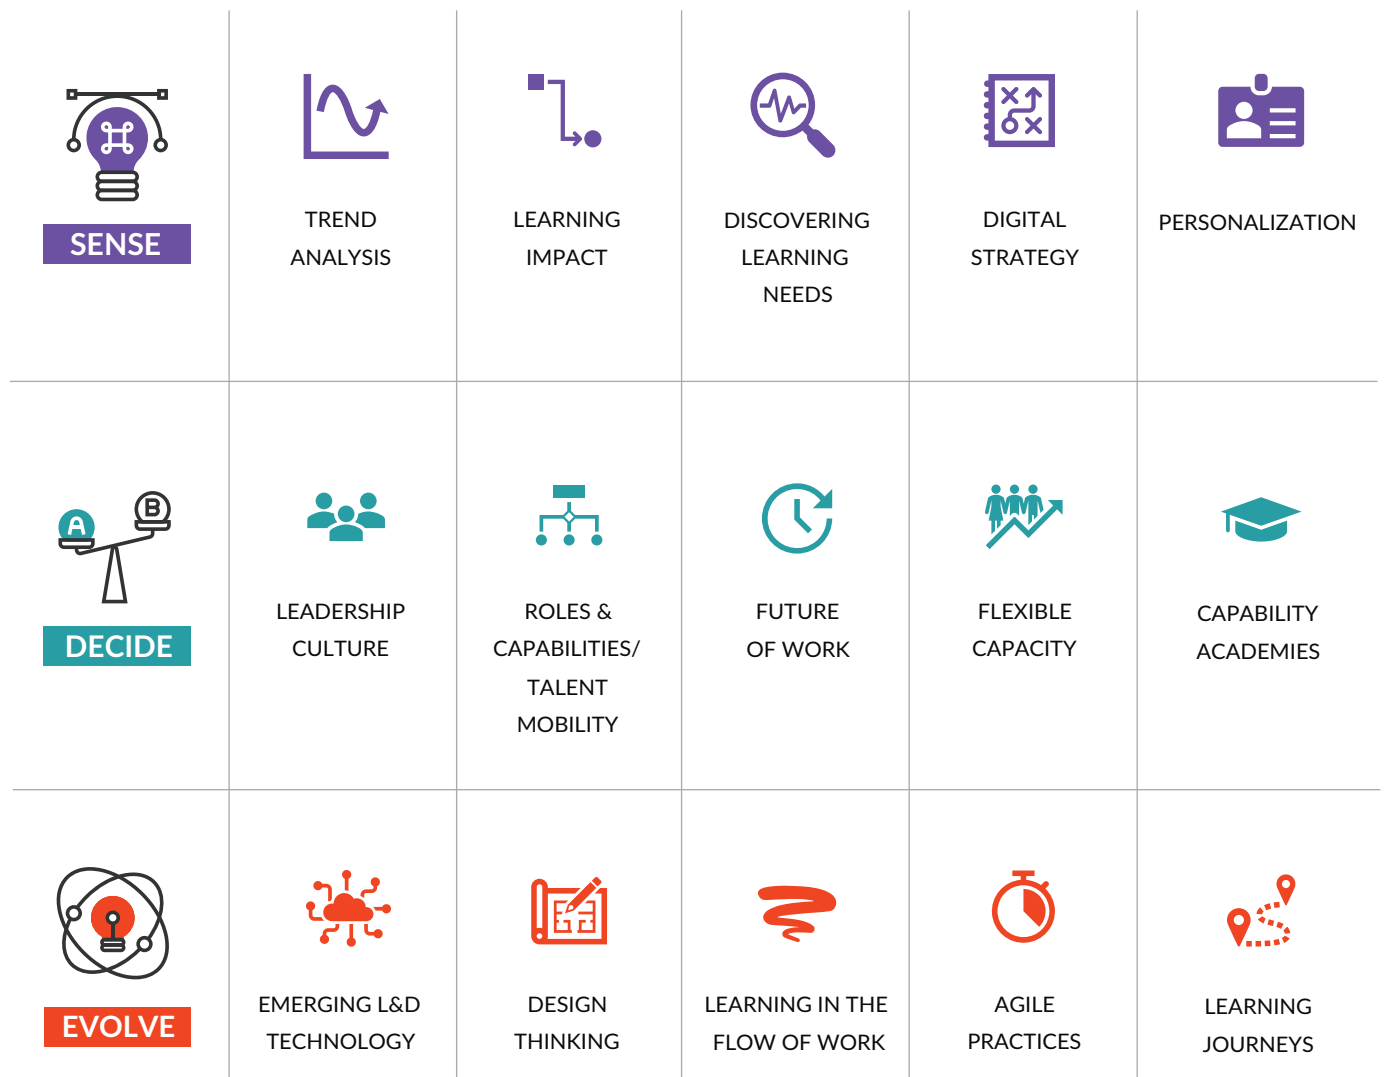 SENSE
TREND
ANALYSIS
LEARNING
IMPACT
DISCOVERING
LEARNING
NEEDS
DIGITAL
STRATEGY
PERSONALIZATION
A
B
DECIDE
LEADERSHIP
CULTURE
ROLES &
CAPABILITIES/
TALENT
MOBILITY
FUTURE
OF WORK
FLEXIBLE
CAPACITY
CAPABILITY
ACADEMIES
EVOLVE
EMERGING L&D
TECHNOLOGY
DESIGN
THINKING
LEARNING IN THE
FLOW OF WORK
AGILE
PRACTICES
LEARNING
JOURNEYS